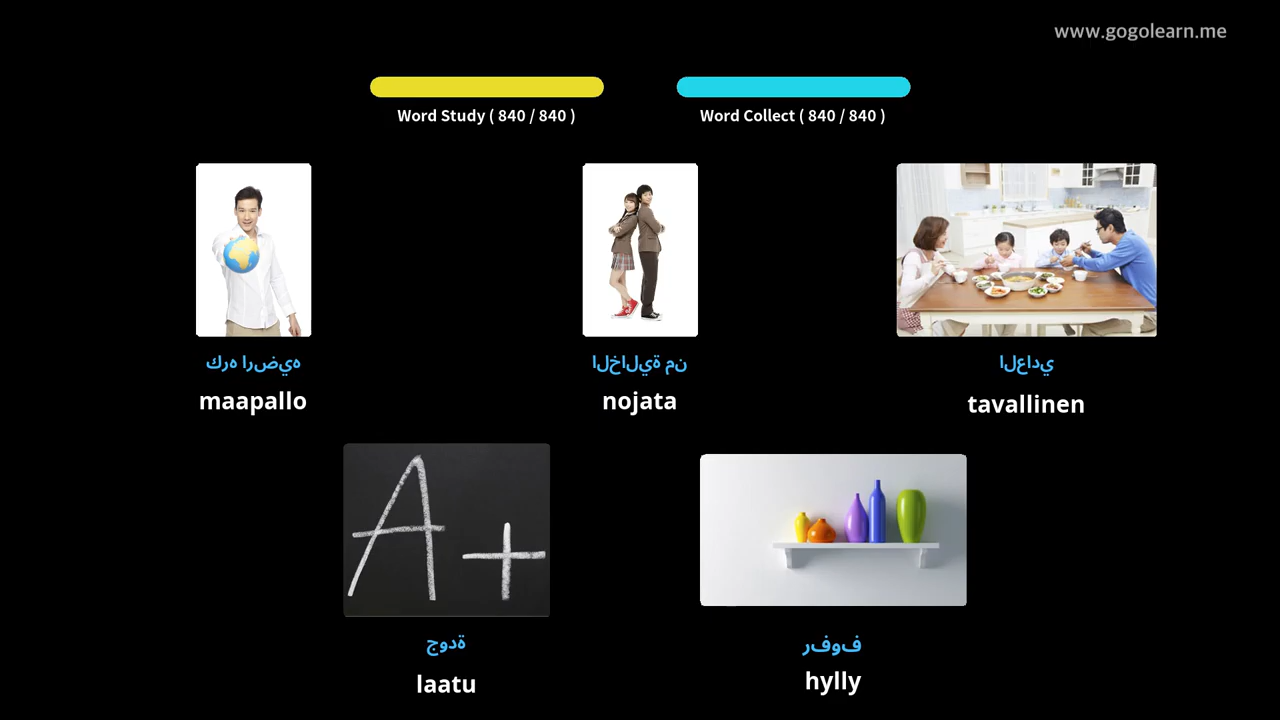 www.gogolearn.me
Word Study ( 840 / 840 )
Word Collect ( 840 / 840 )
كره ارضيه
maapallo
الخالية من
nojata
العادي
tavallinen
جودة
laatu
رفوف
hylly
A+